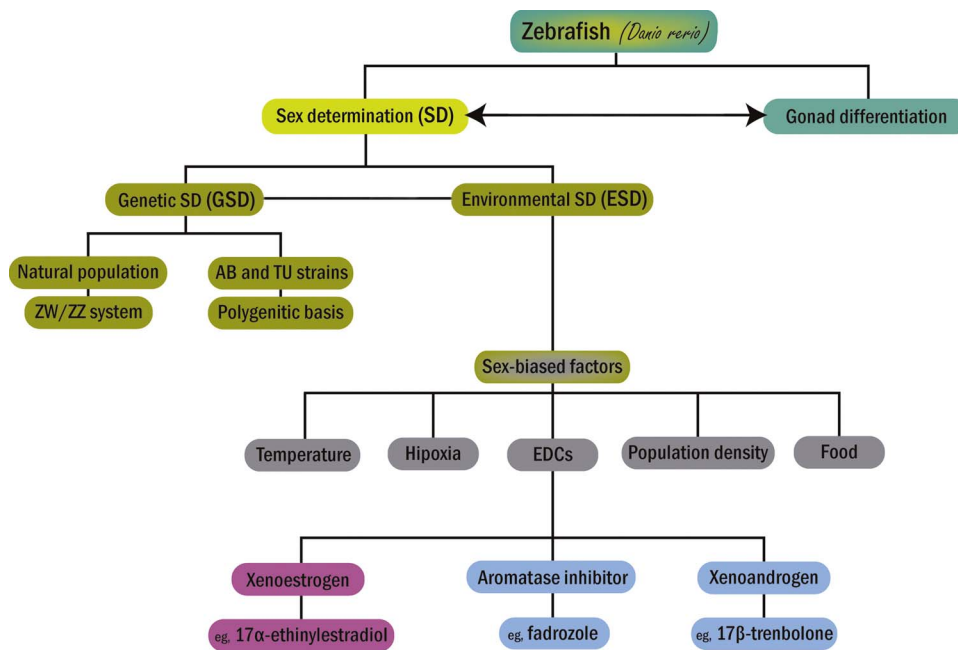 Zebrafish (Danio rerio)
Sex determination (SD)
Gonad differentiation
Genetic SD (GSD)
Environmental SD (ESD)
Natural population
AB and TU strains
ZW/ZZ system
Polygenitic basis
Sex-biased factors
Temperature
Hipoxia
EDCs
Population density
Food
Xenoestrogen
Aromatase inhibitor
Xenoandrogen
eg, 17α-ethinylestradiol
eg, fadrozole
eg, 17β-trenbolone